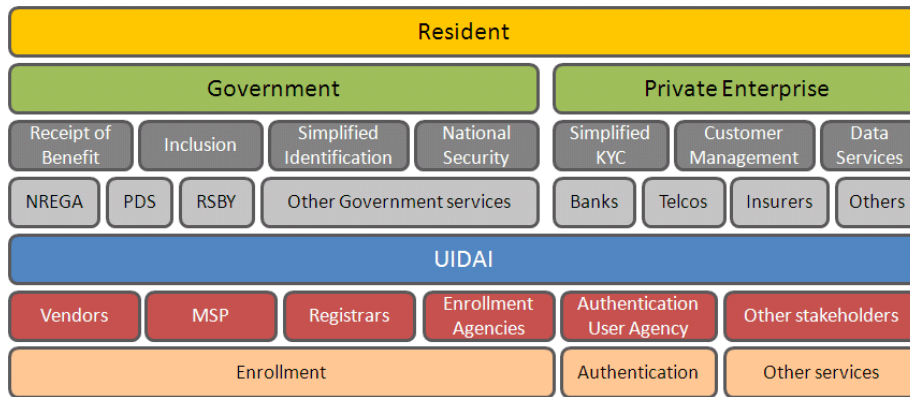 Resident
Government
Private Enterprise
Receipt of
Benefit
Inclusion
Simplified
Identification
National
Security
Simplified
KYC
Customer
Management
Data
Services
NREGA
PDS
RSBY
Other Government services
Banks
Telcos
Insurers
Others
UIDAI
Vendors
MSP
Registrars
Enrollment
Agencies
Authentication
User Agency
Other stakeholders
Enrollment
Authentication
Other services